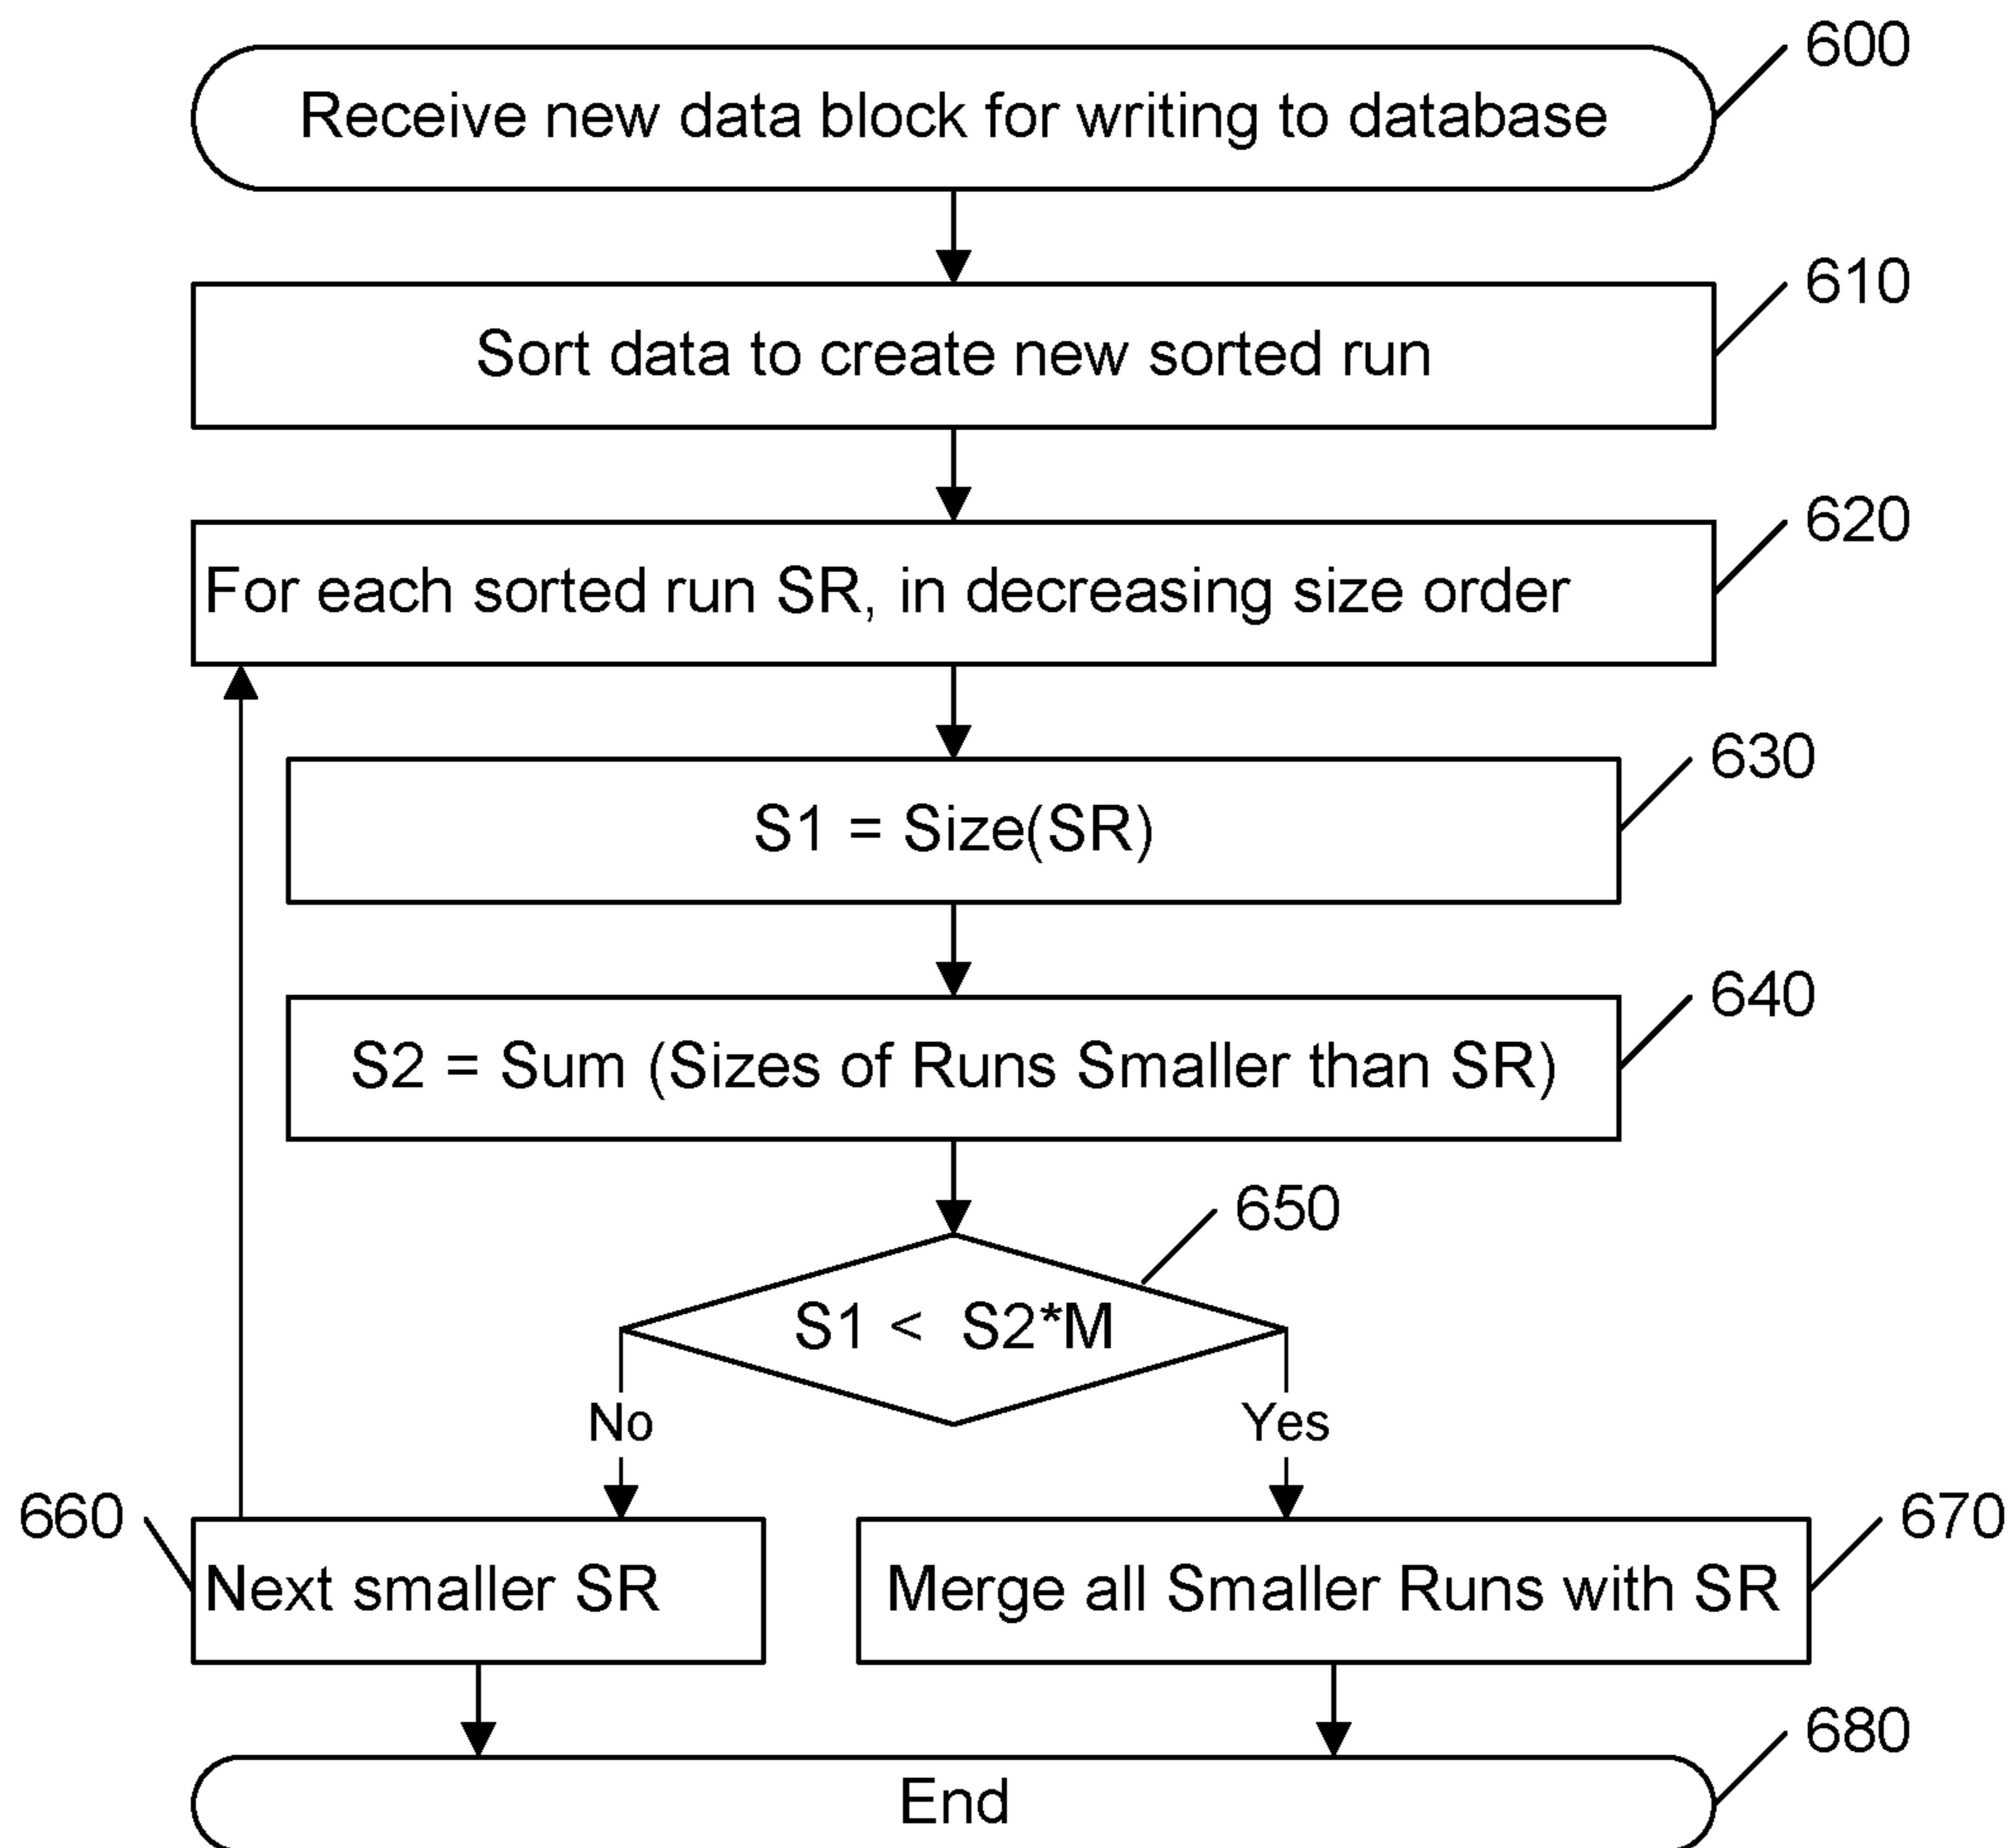 600
Receive new data block for writing to database
610
Sort data to create new sorted run
620
For each sorted run SR, in decreasing size order
630
S1 = Size(SR)
640
S2 = Sum (Sizes of Runs Smaller than SR)
650
S1 < S2*M
No
Yes
660
Next smaller SR
670
Merge all Smaller Runs with SR
680
End